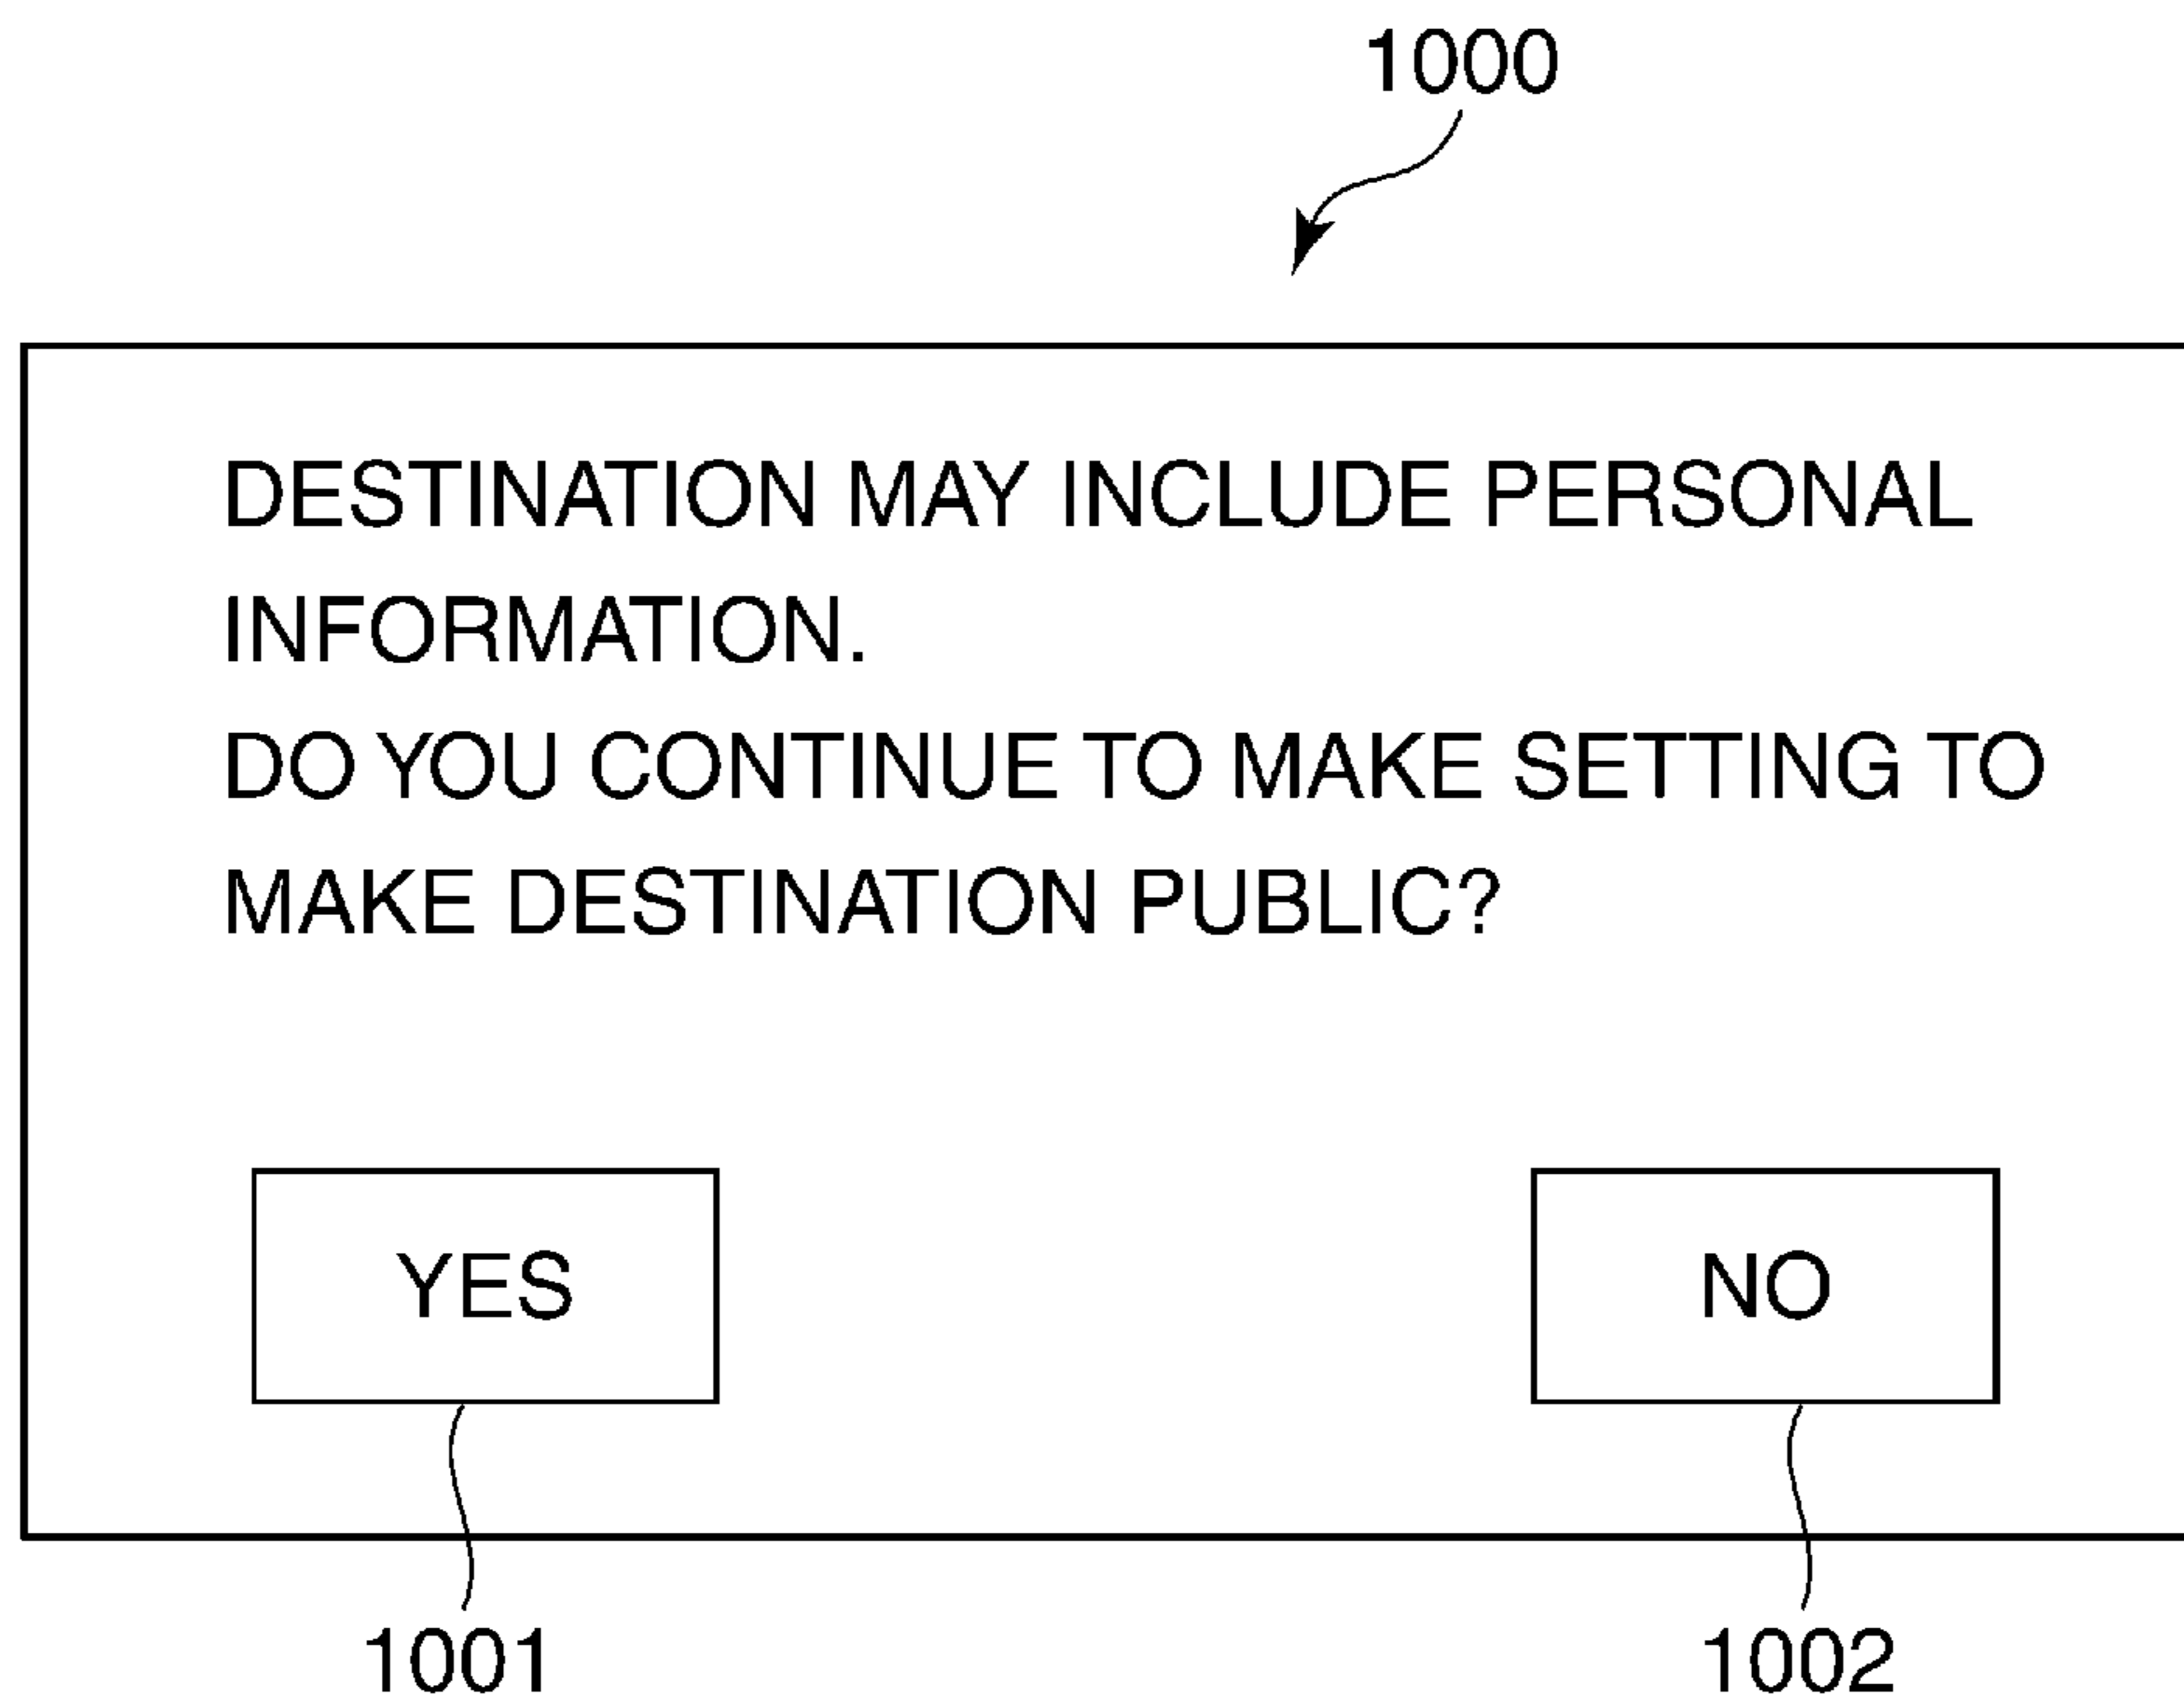 1000
DESTINATION MAY INCLUDE PERSONAL
INFORMATION.
DO YOU CONTINUE TO MAKE SETTING TO
MAKE DESTINATION PUBLIC?
YES
NO
1001
1002